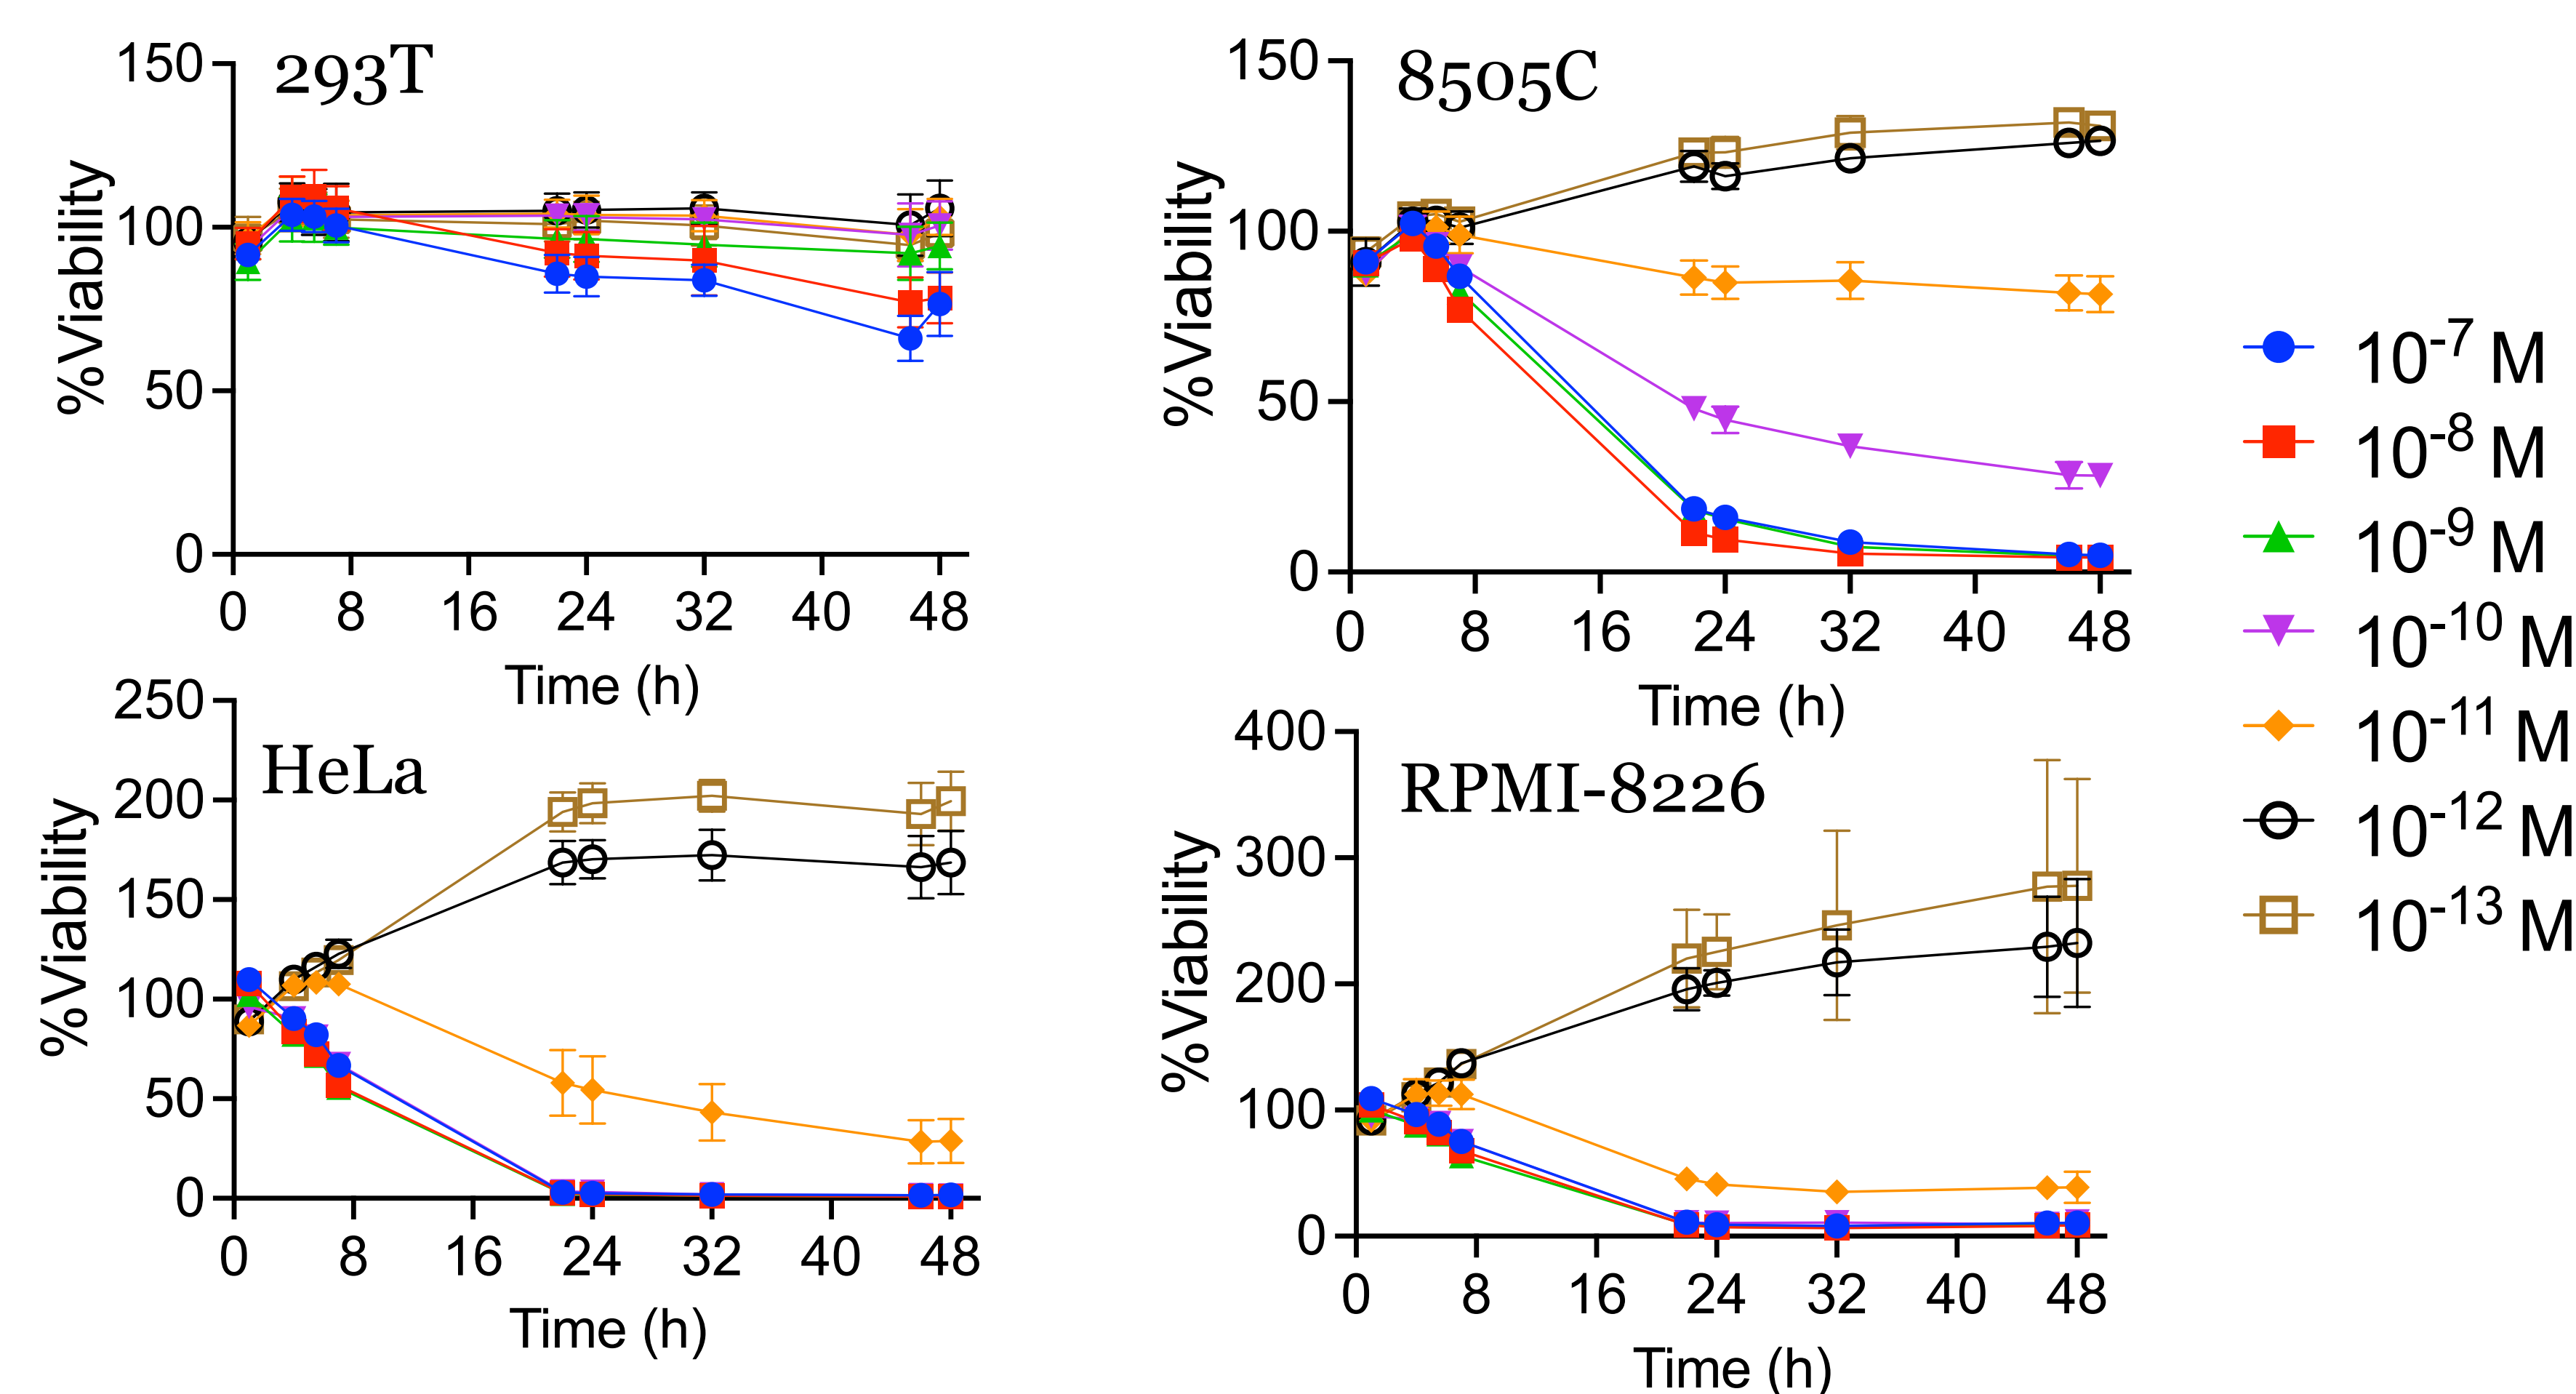 293T
150
100
50
0
%Viability
0 8 16 24 32 40 48
Time (h)
8505C
150
100
50
0
%Viability
0 8 16 24 32 40 48
Time (h)
HeLa
250
200
150
100
50
0
%Viability
0 8 16 24 32 40 48
Time (h)
RPMI-8226
400
300
200
100
0
%Viability
0 8 16 24 32 40 48
Time (h)
10⁻⁷ M
10⁻⁸ M
10⁻⁹ M
10⁻¹⁰ M
10⁻¹¹ M
10⁻¹² M
10⁻¹³ M